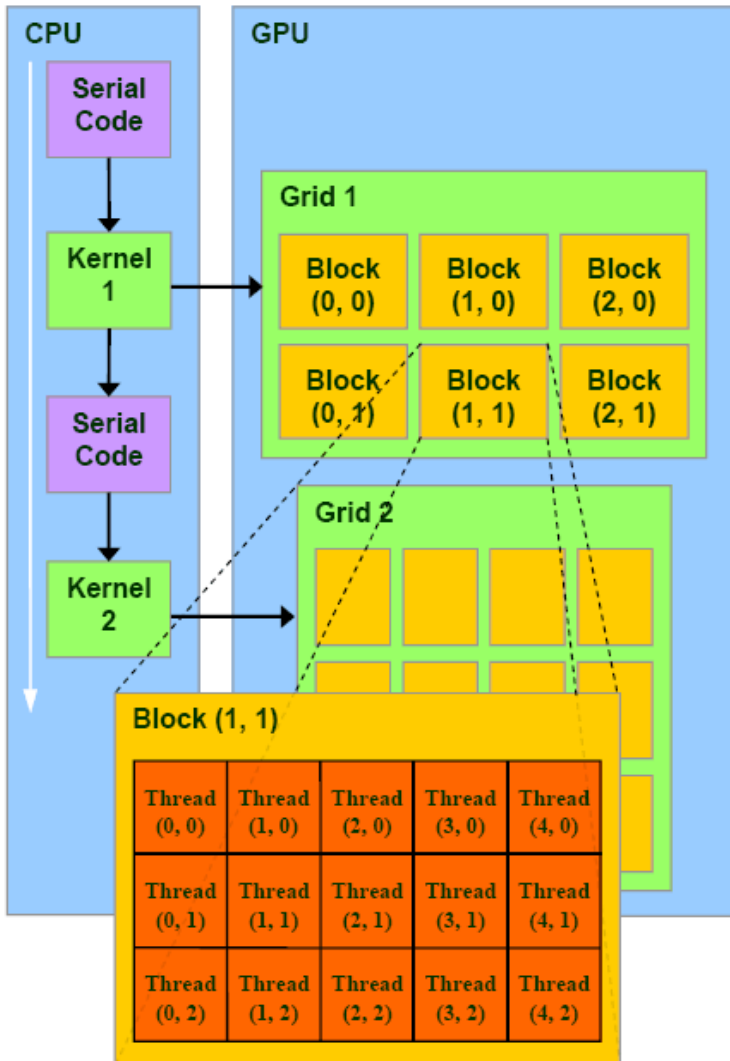 CPU
Serial
Code
Kernel
1
Serial
Code
Kernel
2
GPU
Grid 1
Block
(0, 0)
Block
(1, 0)
Block
(2, 0)
Block
(0, 1)
Block
(1, 1)
Block
(2, 1)
Grid 2
Block (1, 1)
Thread
(0, 0)
Thread
(1, 0)
Thread
(2, 0)
Thread
(3, 0)
Thread
(4, 0)
Thread
(0, 1)
Thread
(1, 1)
Thread
(2, 1)
Thread
(3, 1)
Thread
(4, 1)
Thread
(0, 2)
Thread
(1, 2)
Thread
(2, 2)
Thread
(3, 2)
Thread
(4, 2)